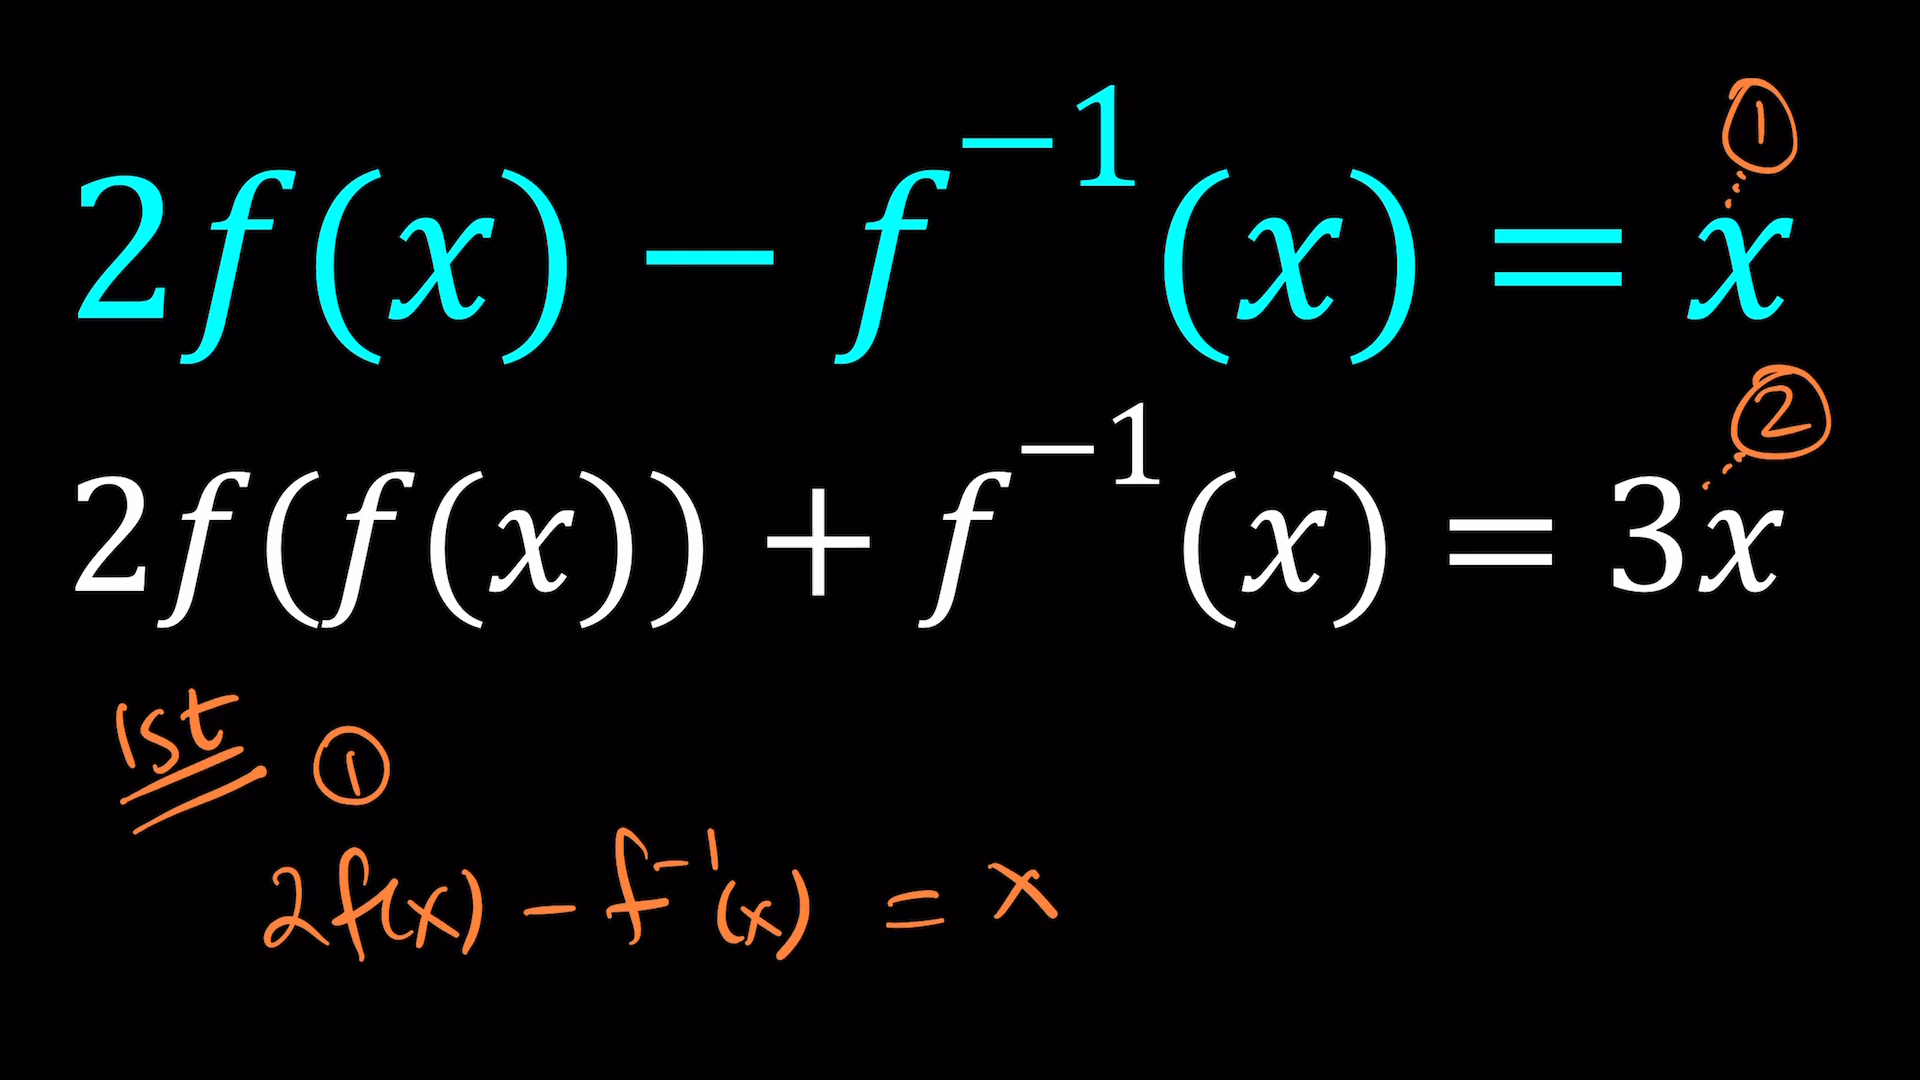 2f(x) − f⁻¹(x) = x ①
2f(f(x)) + f⁻¹(x) = 3x ②
1st ①
2f(x) − f⁻¹(x) = x